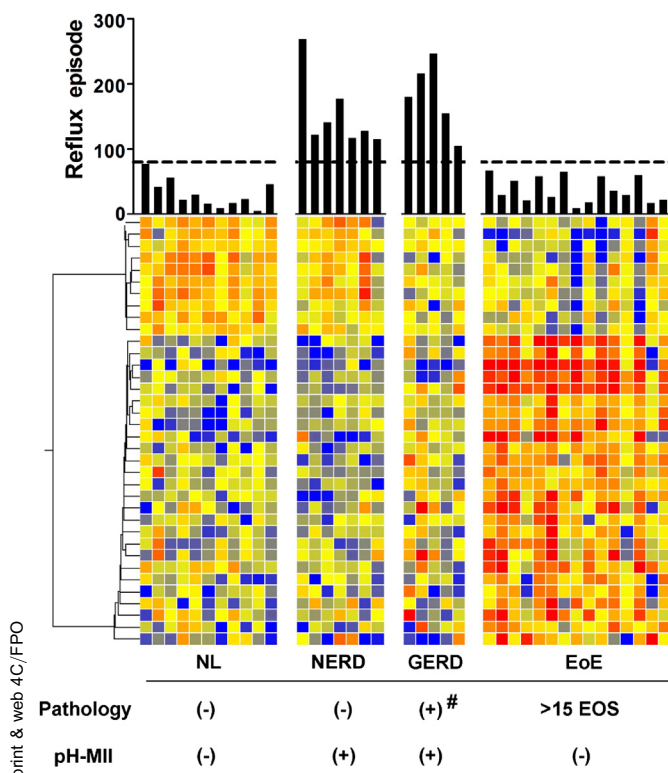 300
200
100
0
Reflux episode
NL NERD GERD EoE
Pathology (-) (-) (+)# >15 EOS
pH-MII (-) (+) (+) (-)
print & web 4C/FPO